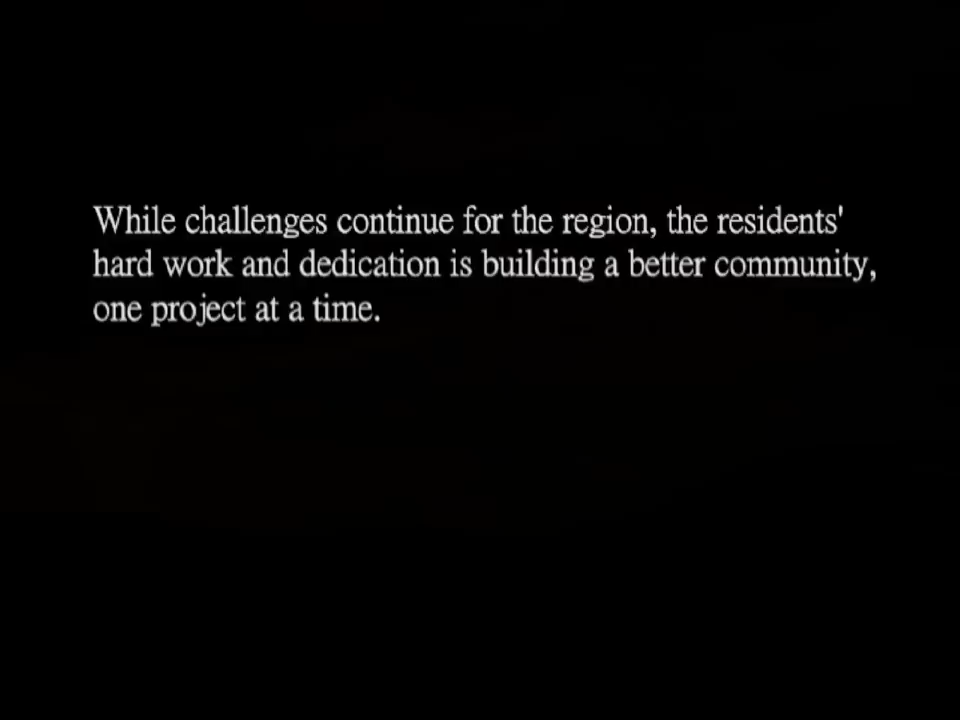 While challenges continue for the region, the residents'
hard work and dedication is building a better community,
one project at a time.